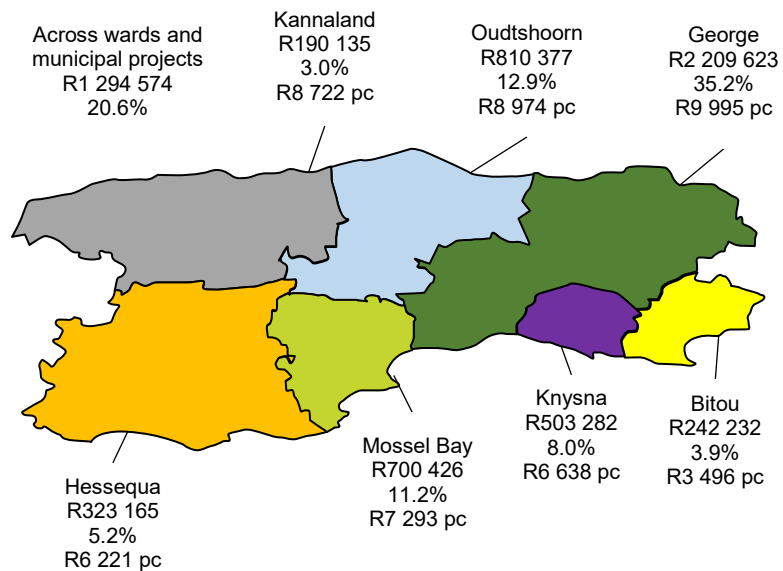 Across wards and
municipal projects
R1 294 574
20.6%
Kannaland
R190 135
3.0%
R8 722 pc
Oudtshoorn
R810 377
12.9%
R8 974 pc
George
R2 209 623
35.2%
R9 995 pc
Hessequa
R323 165
5.2%
R6 221 pc
Mossel Bay
R700 426
11.2%
R7 293 pc
Knysna
R503 282
8.0%
R6 638 pc
Bitou
R242 232
3.9%
R3 496 pc